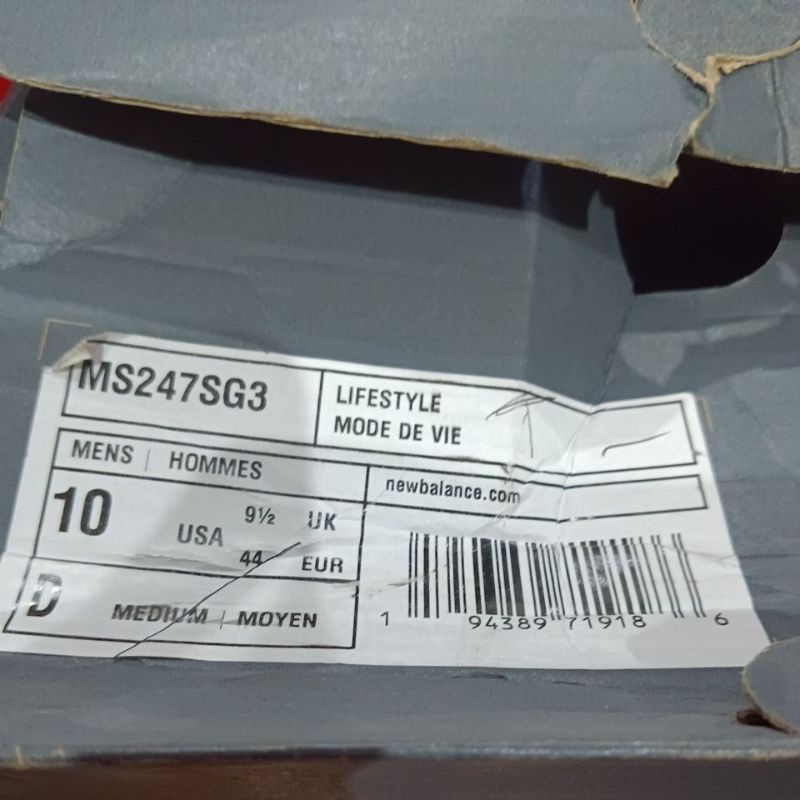 MS247SG3
LIFESTYLE
MODE DE VIE
MENS | HOMMES
newbalance.com
10 USA 9½ UK
44 EUR
D MEDIUM | MOYEN
1 94389 71918 6